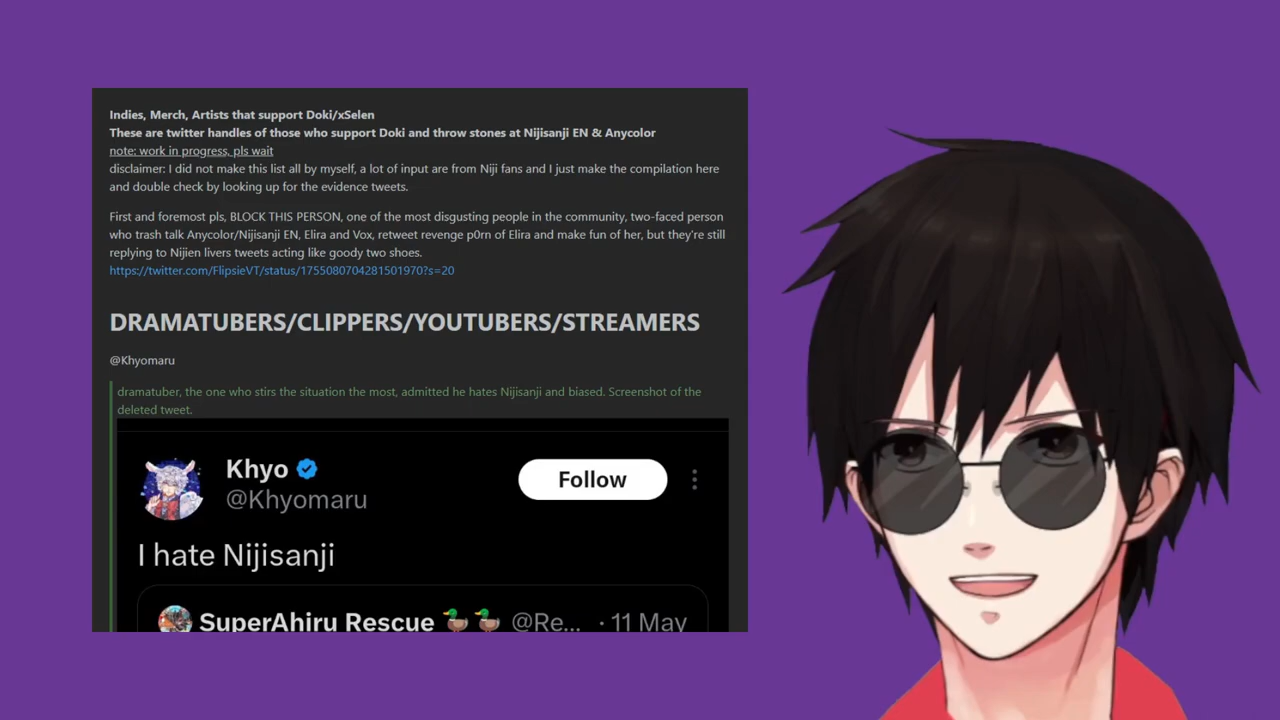 Indies, Merch, Artists that support Doki/xSelen
These are twitter handles of those who support Doki and throw stones at Nijisanji EN & Anycolor
note: work in progress, pls wait
disclaimer: I did not make this list all by myself, a lot of input are from Niji fans and I just make the compilation here
and double check by looking up for the evidence tweets.
First and foremost pls, BLOCK THIS PERSON, one of the most disgusting people in the community, two-faced person
who trash talk Anycolor/Nijisanji EN, Elira and Vox, retweet revenge p0rn of Elira and make fun of her, but they're still
replying to Nijien livers tweets acting like goody two shoes.
https://twitter.com/FlipsieVT/status/1755080704281501970?s=20
DRAMATUBERS/CLIPPERS/YOUTUBERS/STREAMERS
@Khyomaru
dramatuber, the one who stirs the situation the most, admitted he hates Nijisanji and biased. Screenshot of the
deleted tweet.
Khyo
@Khyomaru
Follow
I hate Nijisanji
SuperAhiru Rescue 🦆🦆 @Re... · 11 May